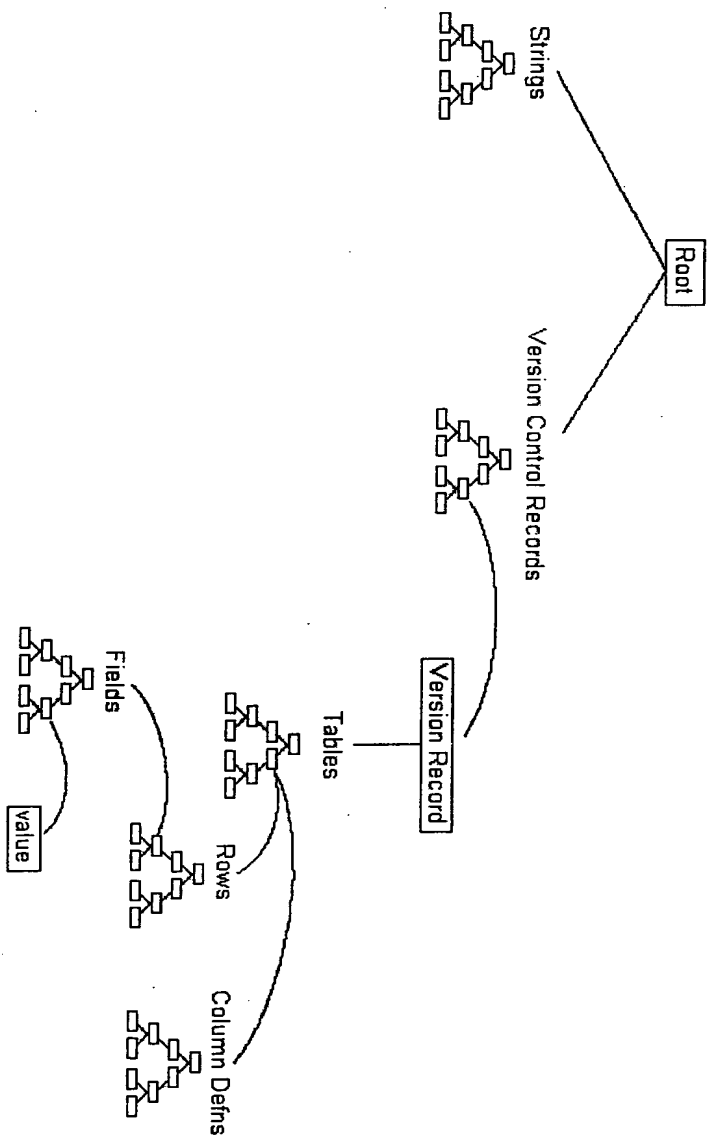 Root
Strings
Version Control Records
Version Record
Tables
Rows
Column Defns
Fields
value